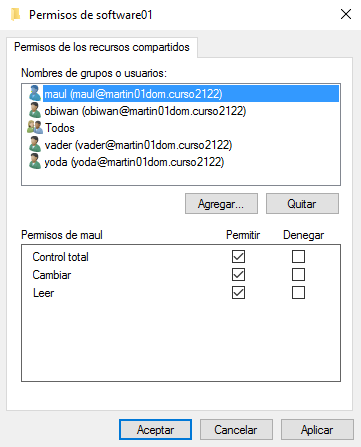 Permisos de software01
Permisos de los recursos compartidos
Nombres de grupos o usuarios:
maul (maul@martin01dom.curso2122)
obiwan (obiwan@martin01dom.curso2122)
Todos
vader (vader@martin01dom.curso2122)
yoda (yoda@martin01dom.curso2122)
Agregar... Quitar
Permisos de maul Permitir Denegar
Control total
Cambiar
Leer
Aceptar Cancelar Aplicar